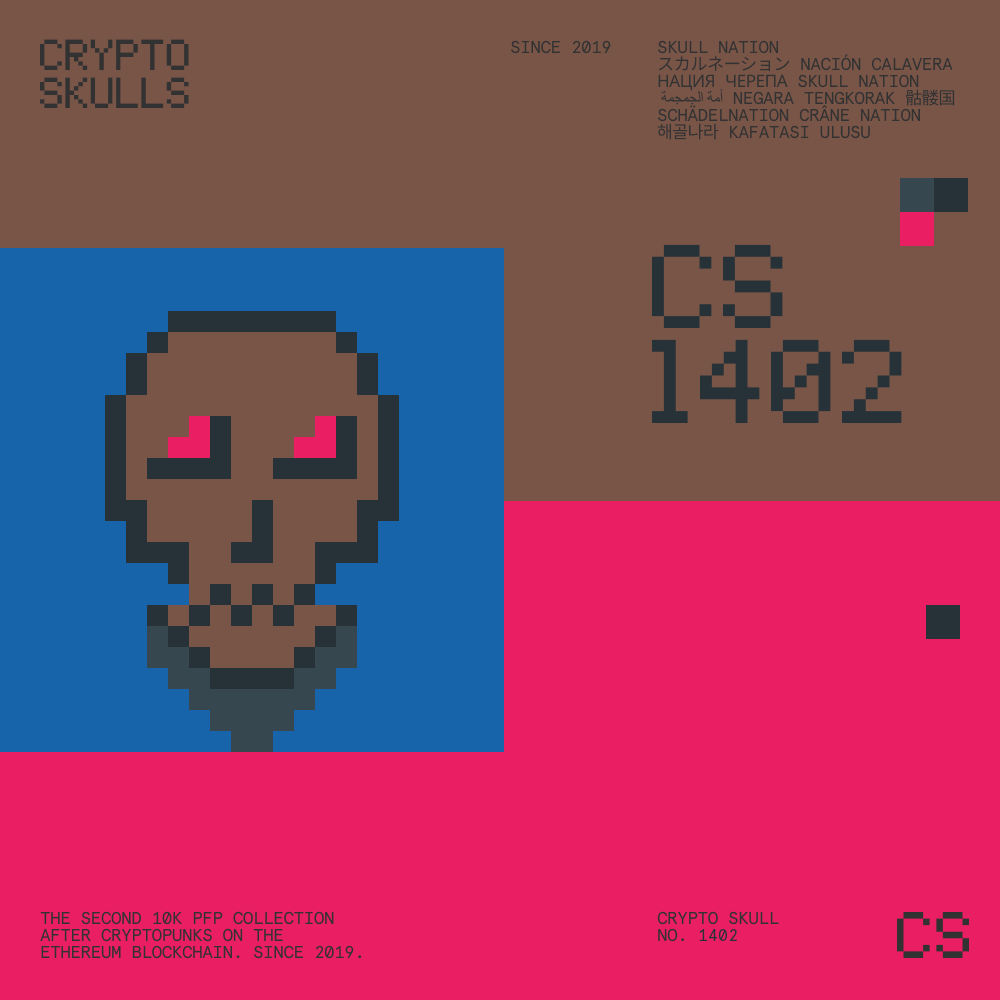 CRYPTO
SKULLS
SINCE 2019
SKULL NATION
スカルネーション NACIÓN CALAVERA
НАЦИЯ ЧЕРЕПА SKULL NATION
أمة الجمجمة NEGARA TENGKORAK 骷髅国
SCHÄDELNATION CRÂNE NATION
해골나라 KAFATASI ULUSU
CS
1402
THE SECOND 10K PFP COLLECTION
AFTER CRYPTOPUNKS ON THE
ETHEREUM BLOCKCHAIN. SINCE 2019.
CRYPTO SKULL
NO. 1402
CS